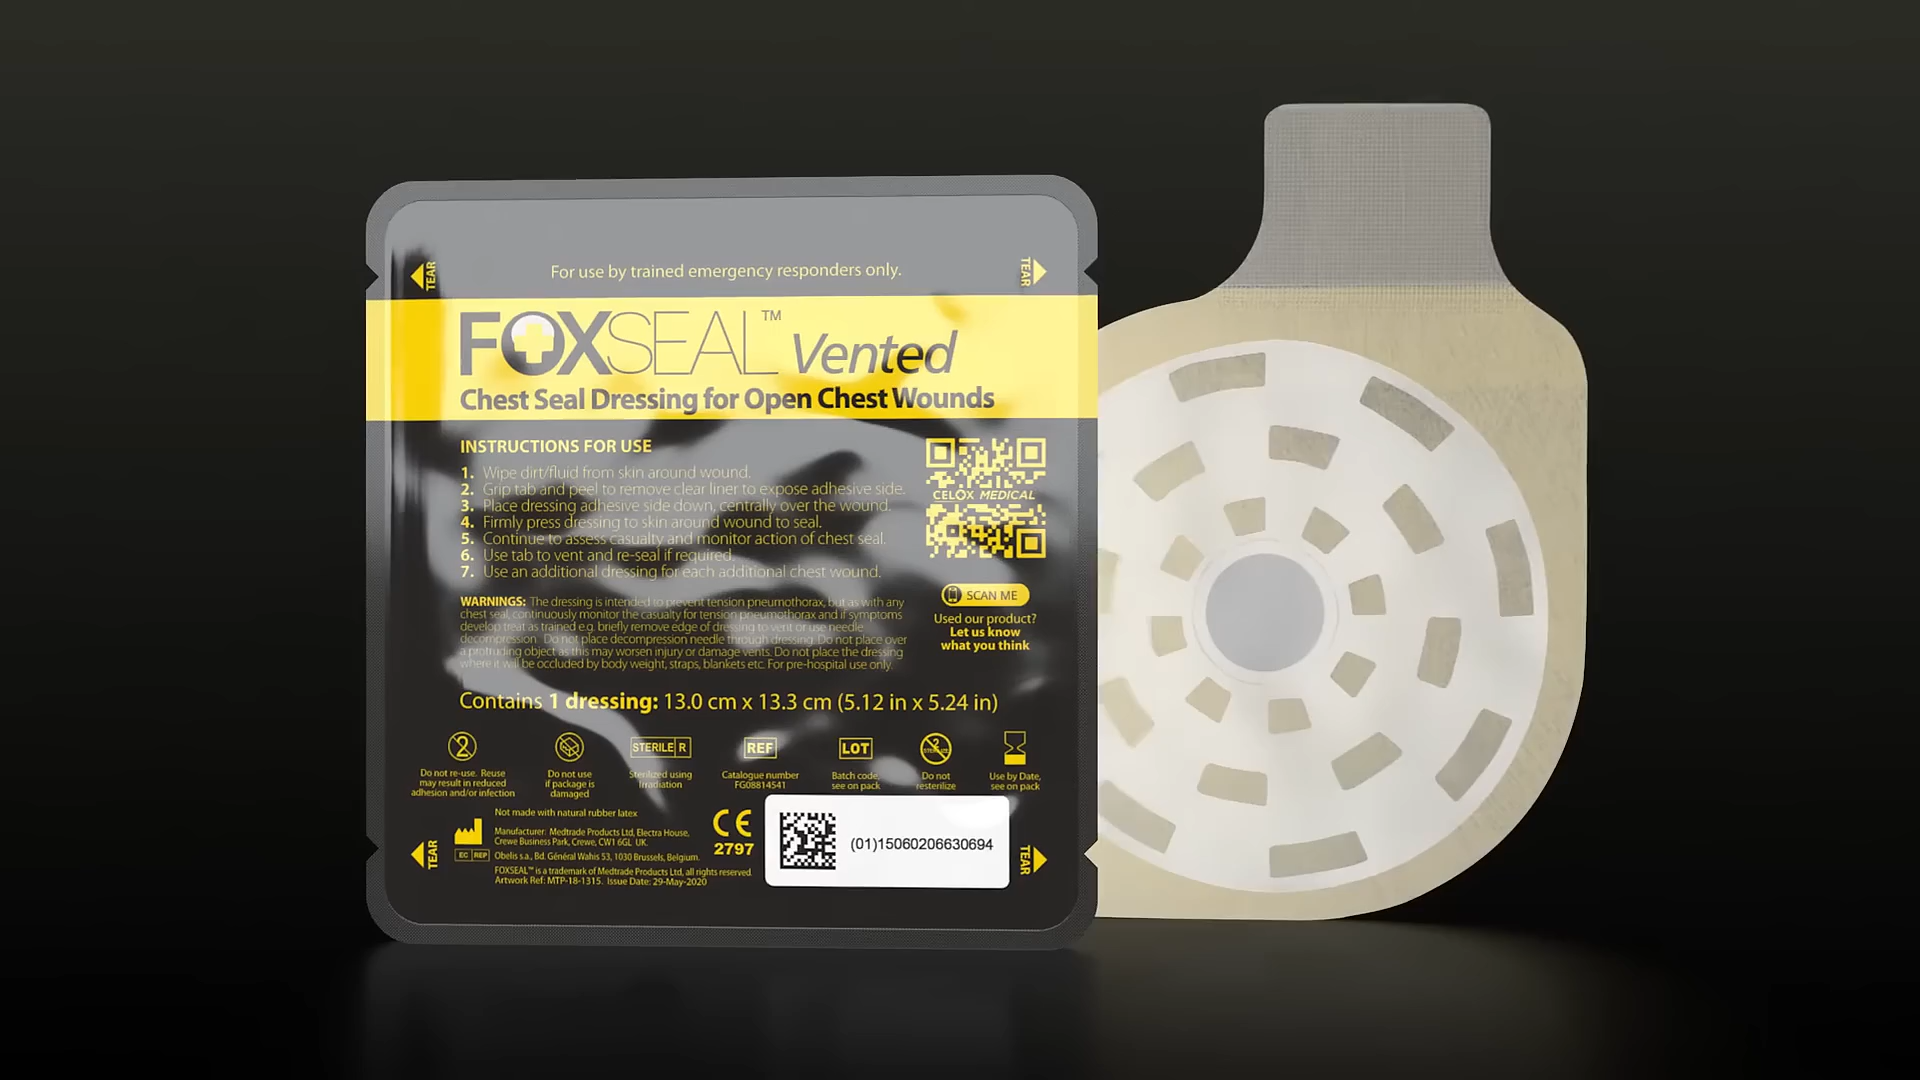 For use by trained emergency responders only.
TEAR
TEAR
FOXSEAL™ Vented
Chest Seal Dressing for Open Chest Wounds
INSTRUCTIONS FOR USE
1. Wipe dirt/fluid from skin around wound.
2. Grip tab and peel to remove clear liner to expose adhesive side.
3. Place dressing adhesive side down, centrally over the wound.
4. Firmly press dressing to skin around wound to seal.
5. Continue to assess casualty and monitor action of chest seal.
6. Use tab to vent and re-seal if required.
7. Use an additional dressing for each additional chest wound.
CELOX MEDICAL
SCAN ME
Used our product?
Let us know
what you think
WARNINGS: The dressing is intended to prevent tension pneumothorax, but as with any
chest seal, continuously monitor the casualty for tension pneumothorax and if symptoms
develop treat as trained e.g. briefly remove edge of dressing to vent or use needle
decompression. Do not place decompression needle through dressing. Do not place over
a protruding object as this may worsen injury or damage vents. Do not place the dressing
where it will be occluded by body weight, straps, blankets etc. For pre-hospital use only.
Contains 1 dressing: 13.0 cm x 13.3 cm (5.12 in x 5.24 in)
2
STERILE R
REF
LOT
2
STERILIZE
Do not re-use. Reuse
may result in reduced
adhesion and/or infection
Do not use
if package is
damaged
Sterilized using
Irradiation
Catalogue number
FG08814541
Batch code,
see on pack
Do not
resterilize
Use by Date,
see on pack
Not made with natural rubber latex
Manufacturer: Medtrade Products Ltd, Electra House,
Crewe Business Park, Crewe, CW1 6GL UK.
EC REP Obelis s.a., Bd. Général Wahis 53, 1030 Brussels, Belgium.
FOXSEAL™ is a trademark of Medtrade Products Ltd, all rights reserved.
Artwork Ref: MTP-18-1315. Issue Date: 29-May-2020
CE
2797
(01)15060206630694
TEAR
TEAR